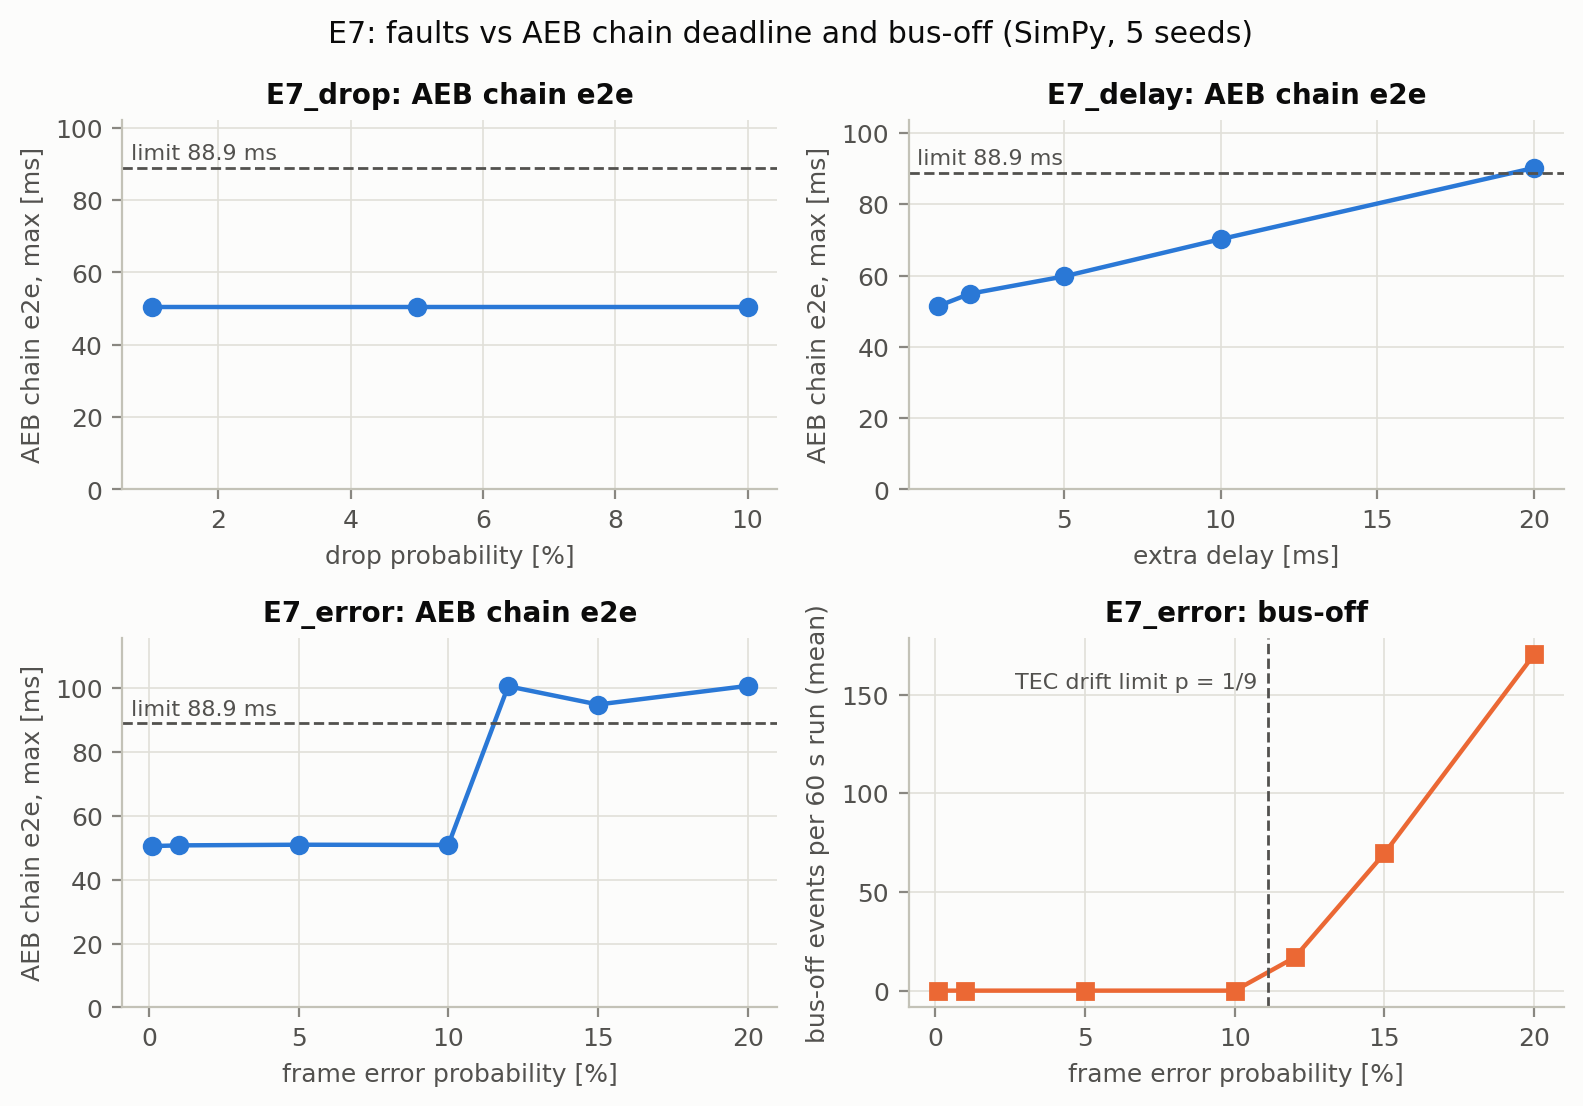 E7: faults vs AEB chain deadline and bus-off (SimPy, 5 seeds)
E7_drop: AEB chain e2e
AEB chain e2e, max [ms]
100
80
60
40
20
0
limit 88.9 ms
2 4 6 8 10
drop probability [%]
E7_delay: AEB chain e2e
AEB chain e2e, max [ms]
100
80
60
40
20
0
limit 88.9 ms
5 10 15 20
extra delay [ms]
E7_error: AEB chain e2e
AEB chain e2e, max [ms]
100
80
60
40
20
0
limit 88.9 ms
0 5 10 15 20
frame error probability [%]
E7_error: bus-off
bus-off events per 60 s run (mean)
150
100
50
0
TEC drift limit p = 1/9
0 5 10 15 20
frame error probability [%]